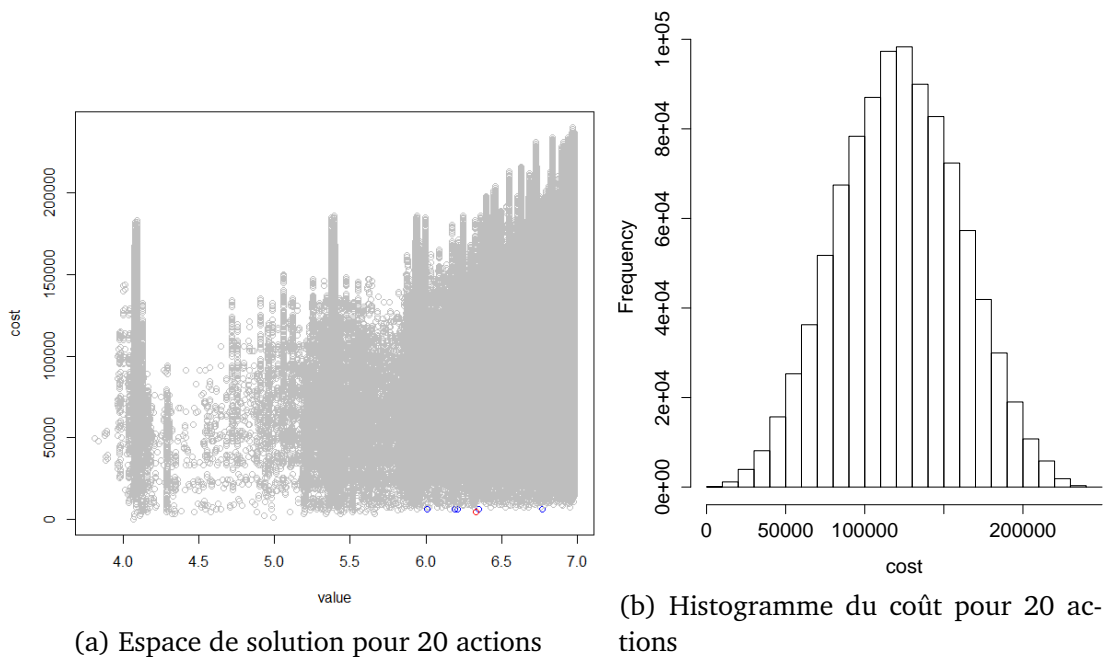 200000
150000
100000
50000
0
cost
4.0 4.5 5.0 5.5 6.0 6.5 7.0
value
(a) Espace de solution pour 20 actions
1e+05
8e+04
6e+04
4e+04
2e+04
0e+00
Frequency
0 50000 100000 200000
cost
(b) Histogramme du coût pour 20 ac-
tions